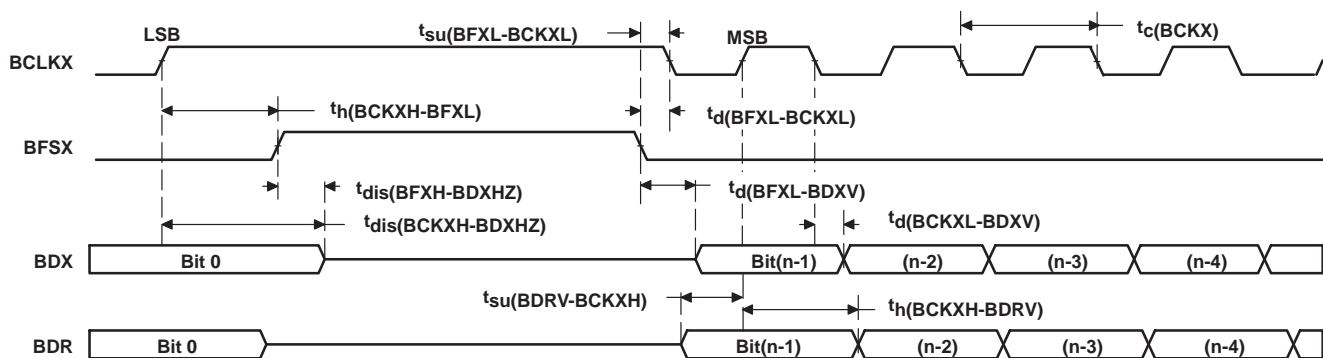 LSB
tsu(BFXL-BCKXL)
MSB
tc(BCKX)
BCLKX
th(BCKXH-BFXL)
td(BFXL-BCKXL)
BFSX
tdis(BFXH-BDXHZ)
td(BFXL-BDXV)
tdis(BCKXH-BDXHZ)
td(BCKXL-BDXV)
BDX Bit 0 Bit(n-1) (n-2) (n-3) (n-4)
tsu(BDRV-BCKXH)
th(BCKXH-BDRV)
BDR Bit 0 Bit(n-1) (n-2) (n-3) (n-4)